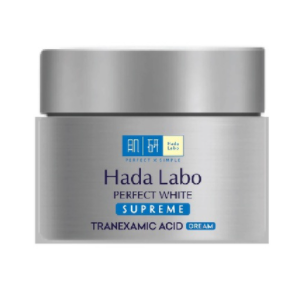 肌 研 Hada Labo
PERFECT × SIMPLE
Hada Labo
PERFECT WHITE
SUPREME
TRANEXAMIC ACID CREAM